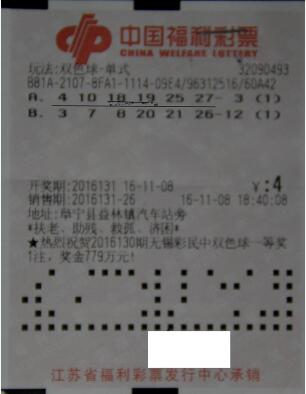 中国福利彩票
CHINA WELFARE LOTTERY
玩法:双色球-单式 32090493
B81A-2107-8FA1-1114-09E4/96312516/60A42
A. 4 10 18 19 25 27- 3 (1)
B. 3 7 8 20 21 26-12 (1)
开奖期:2016131 16-11-08 ¥:4
销售期:2016131-26 16-11-08 18:40:08
地址:阜宁县益林镇汽车站旁
*扶老、助残、救孤、济困*
★热烈祝贺2016130期无锡彩民中双色球一等奖
1注,奖金779万元!
江苏省福利彩票发行中心承销